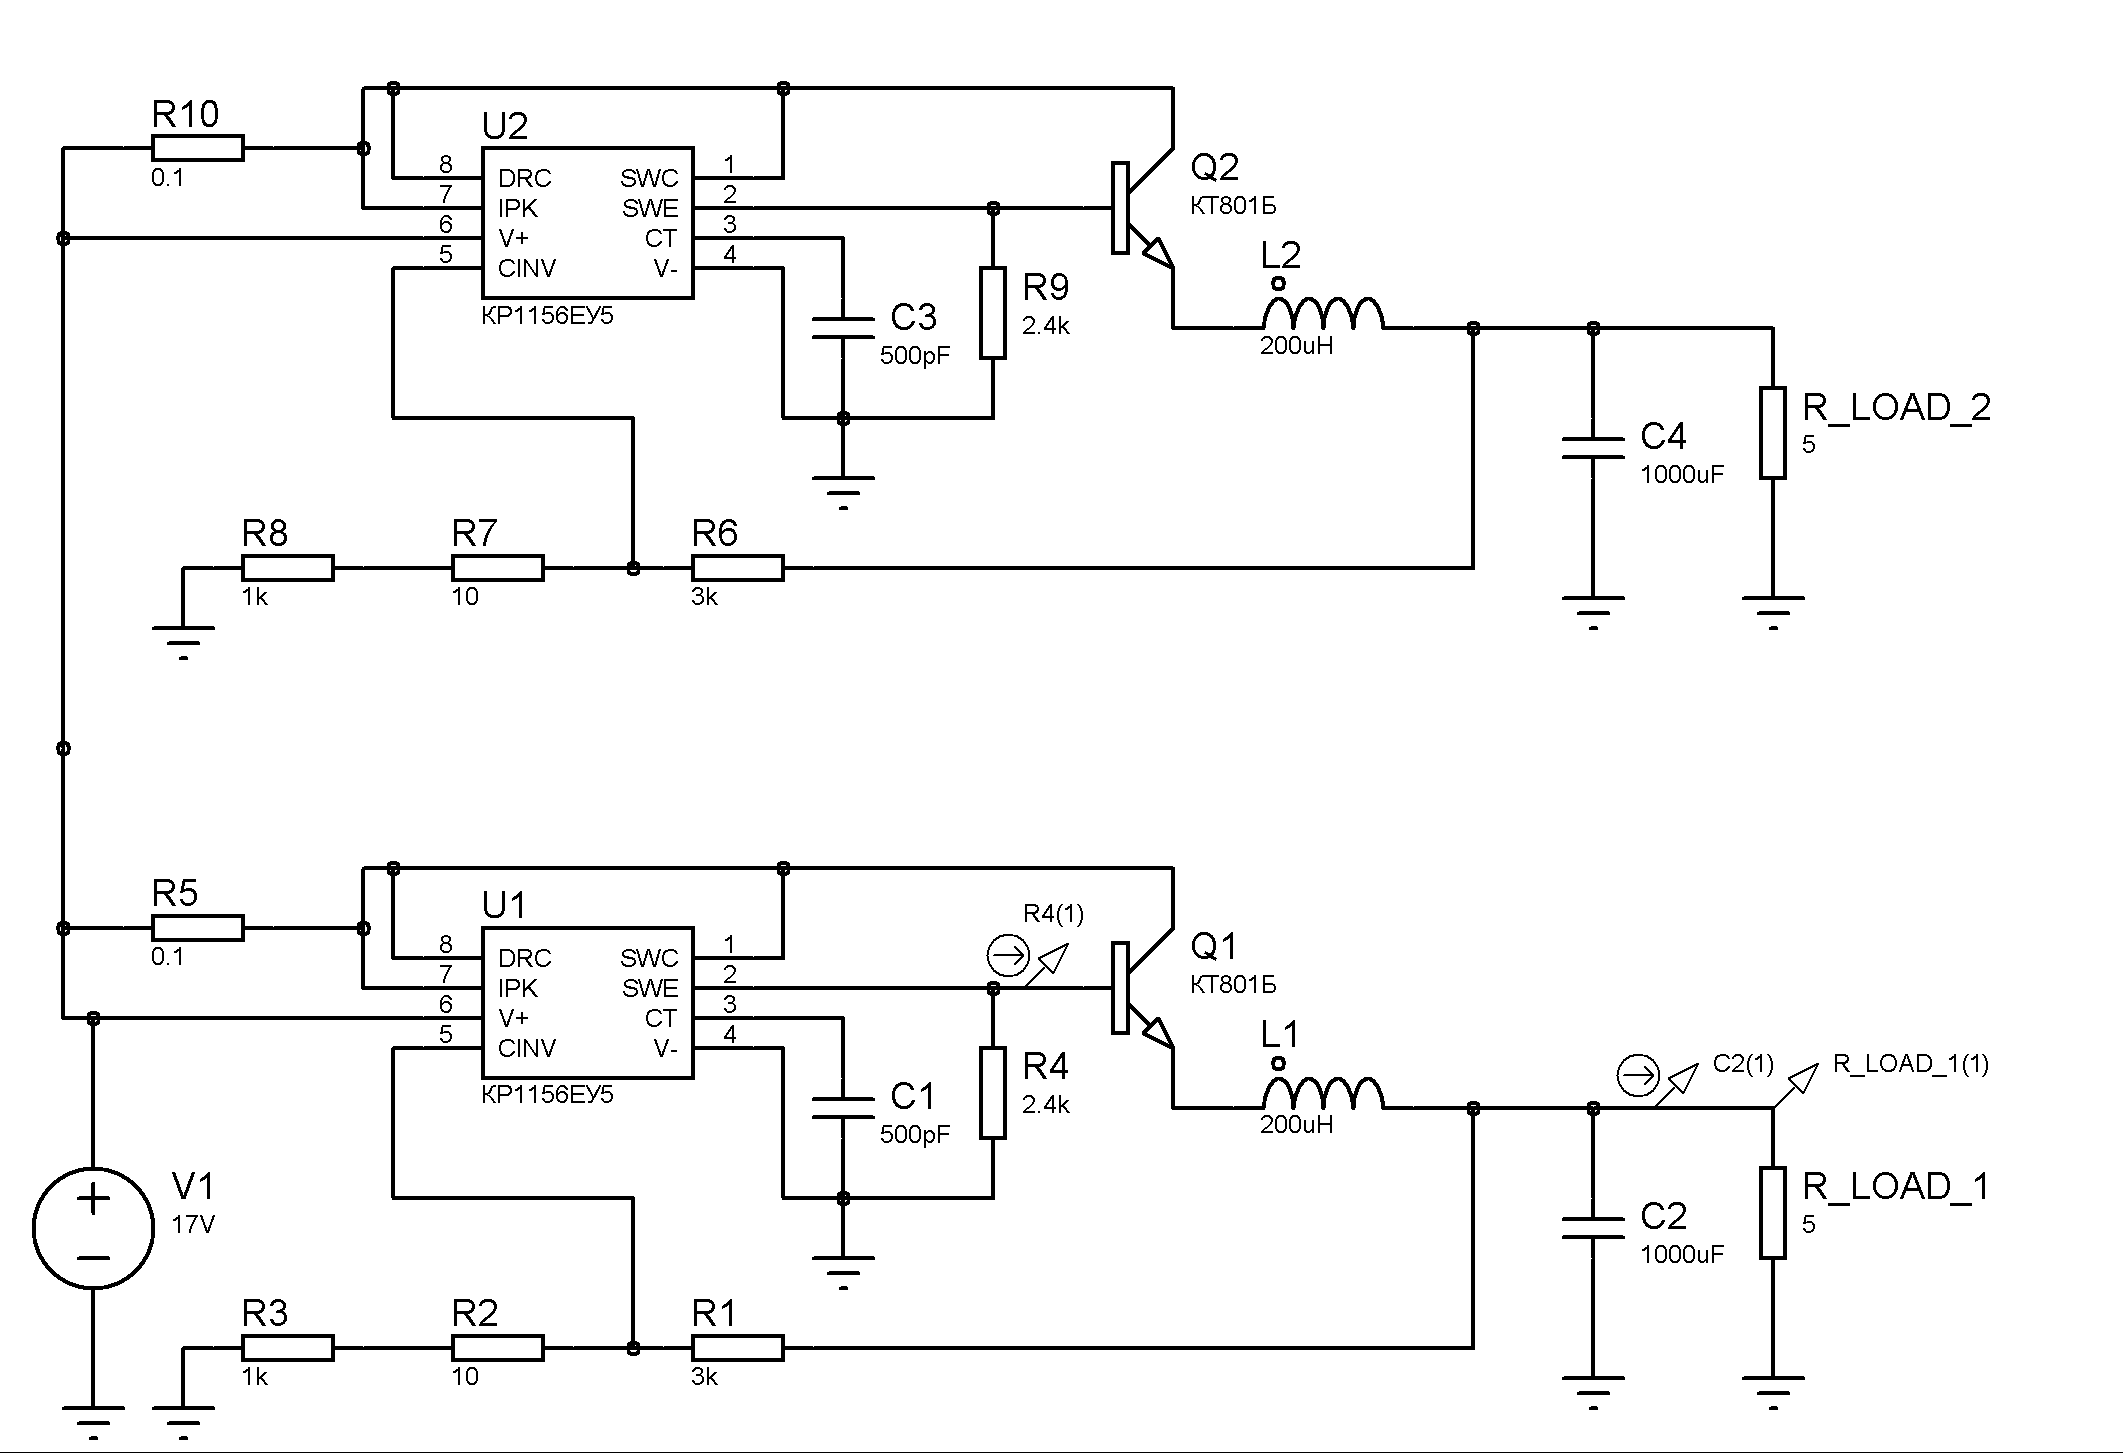 R10
0.1
U2
8 DRC SWC 1
7 IPK SWE 2
6 V+ CT 3
5 CINV V- 4
КР1156ЕУ5
Q2
КТ801Б
L2
200uH
C3
500pF
R9
2.4k
C4
1000uF
R_LOAD_2
5
R8
1k
R7
10
R6
3k
R5
0.1
U1
8 DRC SWC 1
7 IPK SWE 2
6 V+ CT 3
5 CINV V- 4
КР1156ЕУ5
R4(1)
Q1
КТ801Б
L1
200uH
C2(1)
R_LOAD_1(1)
C1
500pF
R4
2.4k
V1
17V
C2
1000uF
R_LOAD_1
5
R3
1k
R2
10
R1
3k